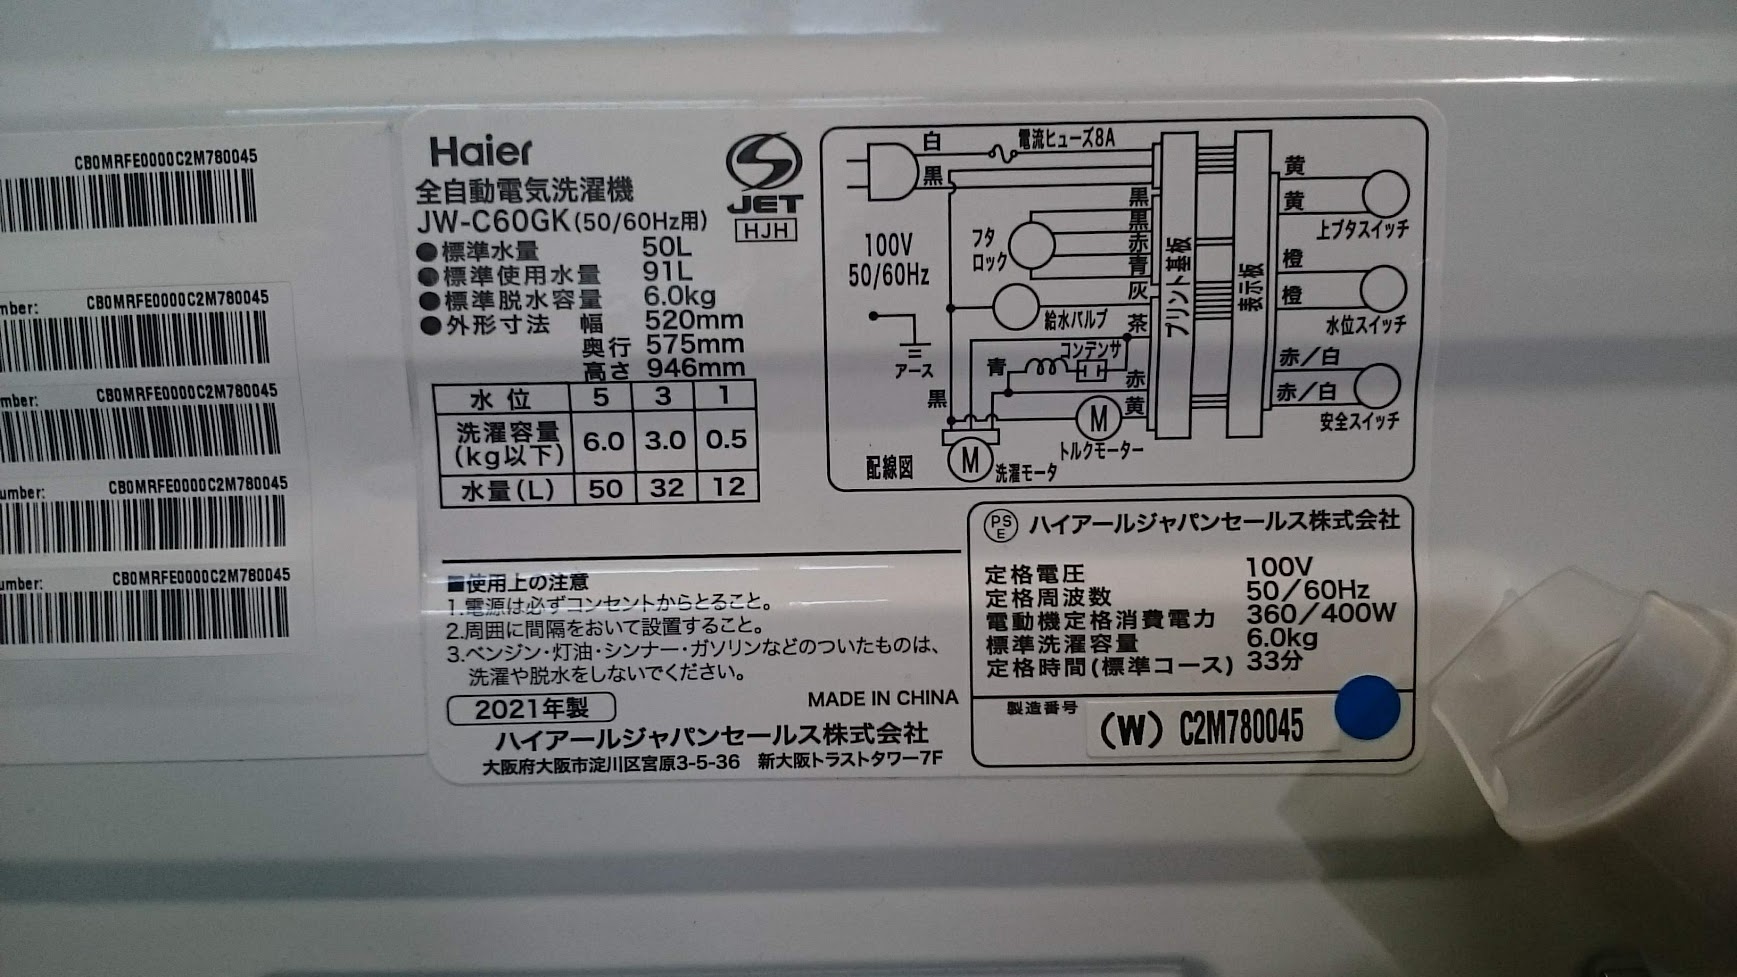 CB0MRFE0000C2M780045
mber: CB0MRFE0000C2M780045
mber: CB0MRFE0000C2M780045
umber: CB0MRFE0000C2M780045
umber: CB0MRFE0000C2M780045
Haier
全自動電気洗濯機
JW-C60GK(50/60Hz用)
JET
HJH
●標準水量 50L
●標準使用水量 91L
●標準脱水容量 6.0kg
●外形寸法 幅 520mm
奥行 575mm
高さ 946mm
水位 5 3 1
洗濯容量(kg以下) 6.0 3.0 0.5
水量(L) 50 32 12
■使用上の注意
1.電源は必ずコンセントからとること。
2.周囲に間隔をおいて設置すること。
3.ベンジン・灯油・シンナー・ガソリンなどのついたものは、
洗濯や脱水をしないでください。
2021年製
MADE IN CHINA
ハイアールジャパンセールス株式会社
大阪府大阪市淀川区宮原3-5-36 新大阪トラストタワー7F
白
電流ヒューズ8A
黒
100V
50/60Hz
アース
フタ
ロック
黒
黒
赤
青
灰
給水バルブ
茶
コンデンサ
青
赤
黒
黄
M
トルクモーター
M
洗濯モータ
配線図
プリント基板
表示板
黄
黄
上ブタスイッチ
橙
橙
水位スイッチ
赤/白
赤/白
安全スイッチ
PSE ハイアールジャパンセールス株式会社
定格電圧 100V
定格周波数 50/60Hz
電動機定格消費電力 360/400W
標準洗濯容量 6.0kg
定格時間(標準コース) 33分
製造番号
(W) C2M780045